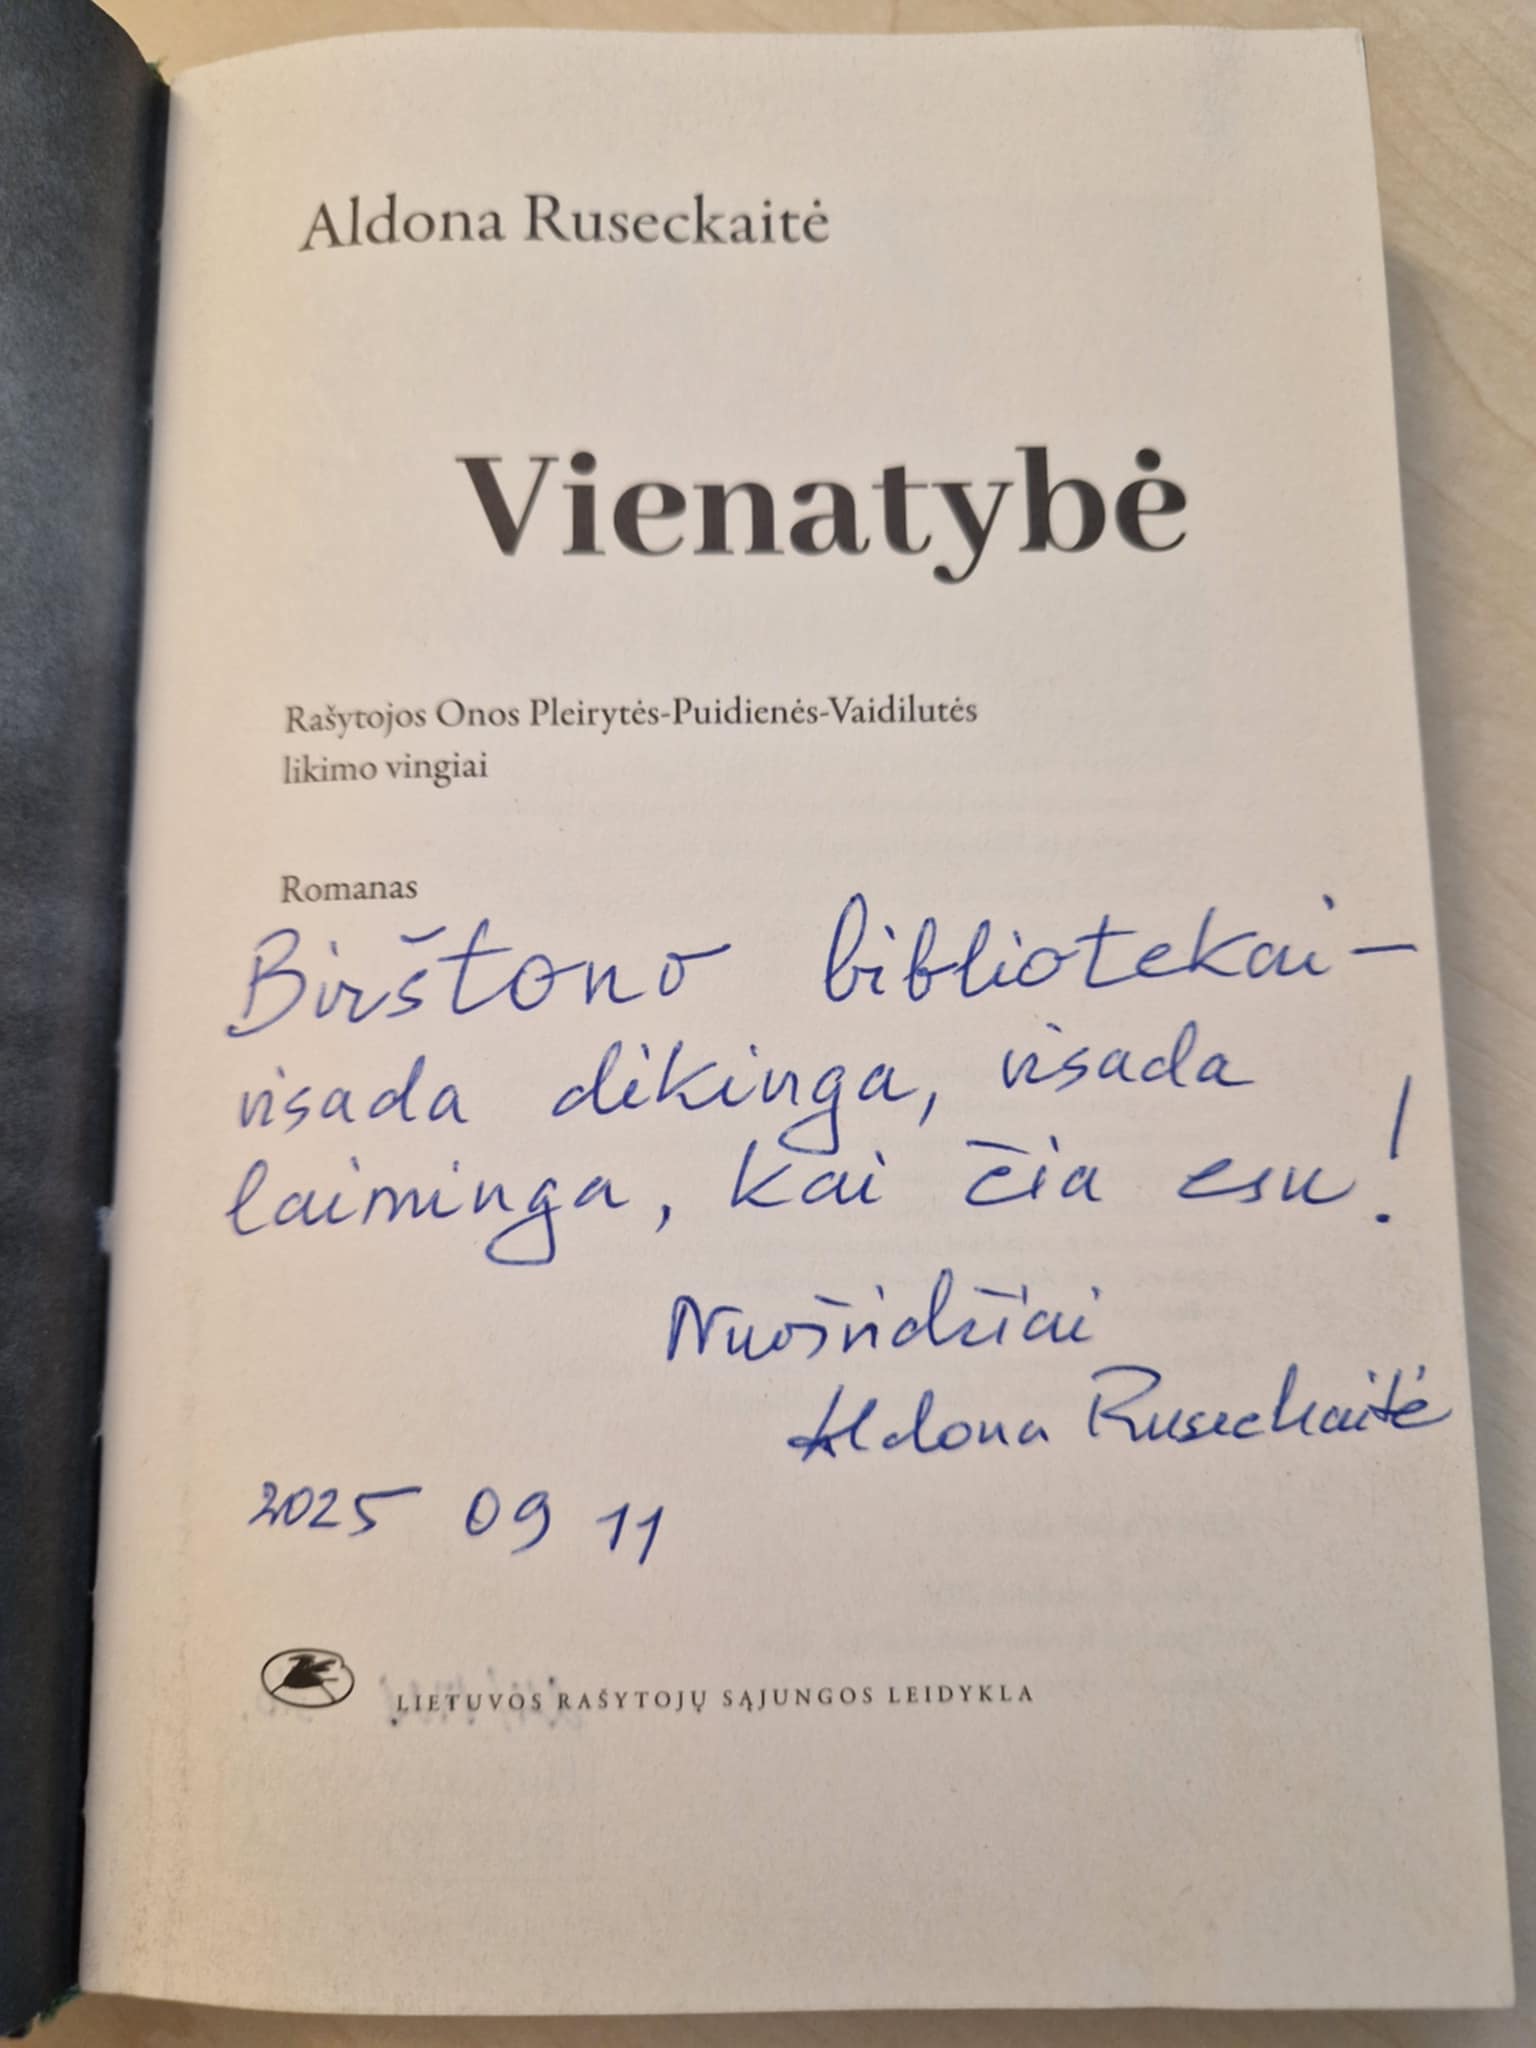 Aldona Ruseckaitė
Vienatybė
Rašytojos Onos Pleirytės-Puidienės-Vaidilutės
likimo vingiai
Romanas
Birštono bibliotekai –
visada dėkinga, visada
laiminga, kai čia esu!
Nuoširdžiai
Aldona Ruseckaitė
2025 09 11
LIETUVOS RAŠYTOJŲ SĄJUNGOS LEIDYKLA